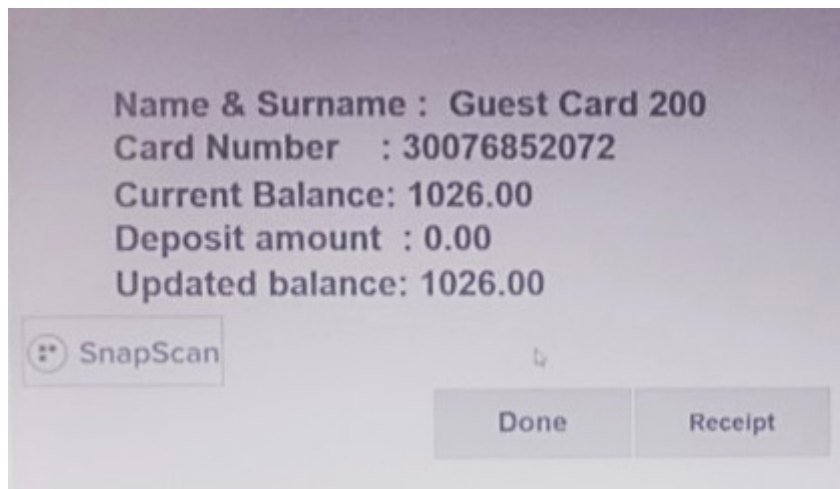 Name & Surname : Guest Card 200
Card Number : 30076852072
Current Balance: 1026.00
Deposit amount : 0.00
Updated balance: 1026.00
SnapScan
Done Receipt